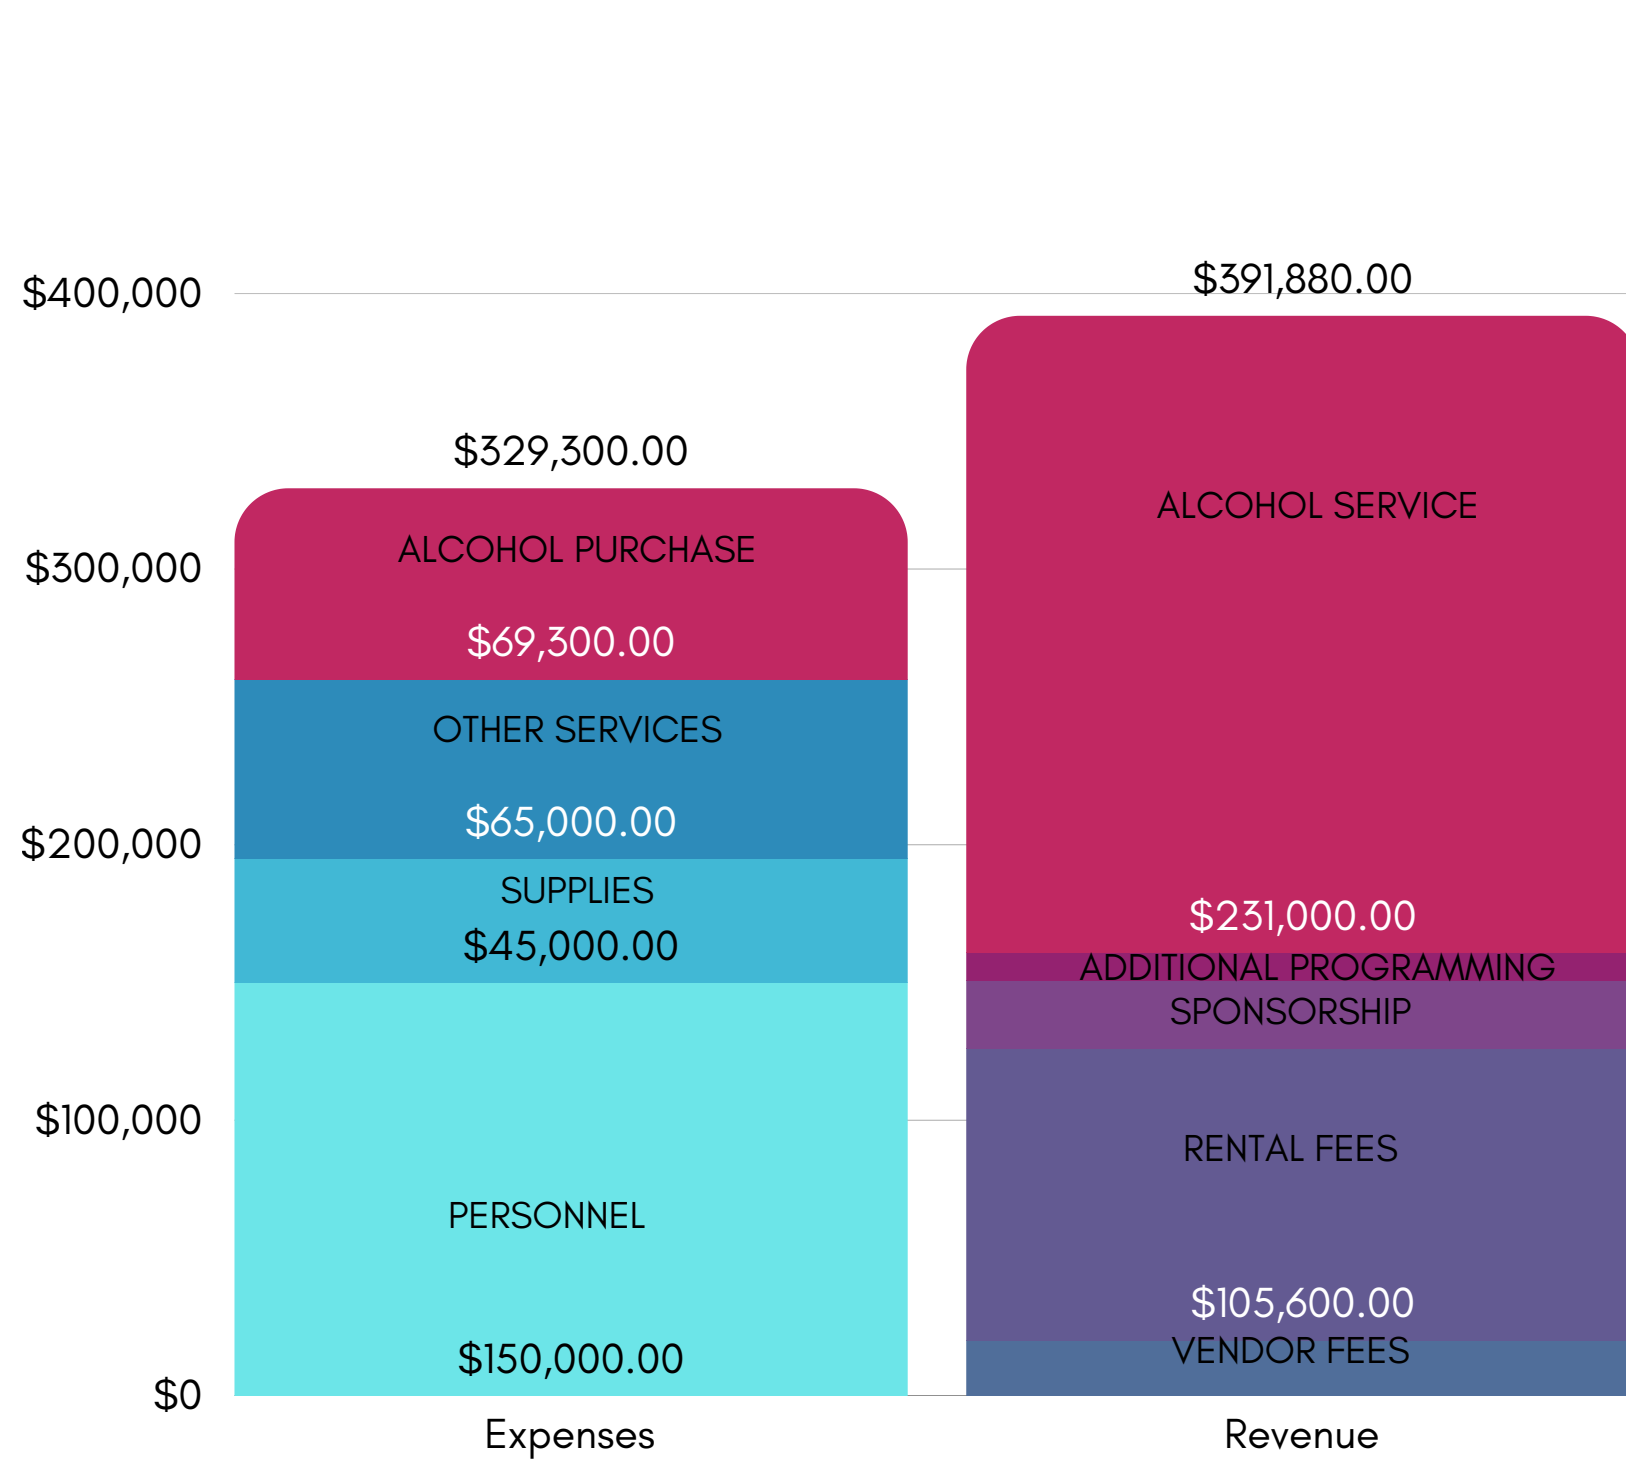 $400,000
$300,000
$200,000
$100,000
$0
$329,300.00
ALCOHOL PURCHASE
$69,300.00
OTHER SERVICES
$65,000.00
SUPPLIES
$45,000.00
PERSONNEL
$150,000.00
Expenses
$391,880.00
ALCOHOL SERVICE
$231,000.00
ADDITIONAL PROGRAMMING
SPONSORSHIP
RENTAL FEES
$105,600.00
VENDOR FEES
Revenue